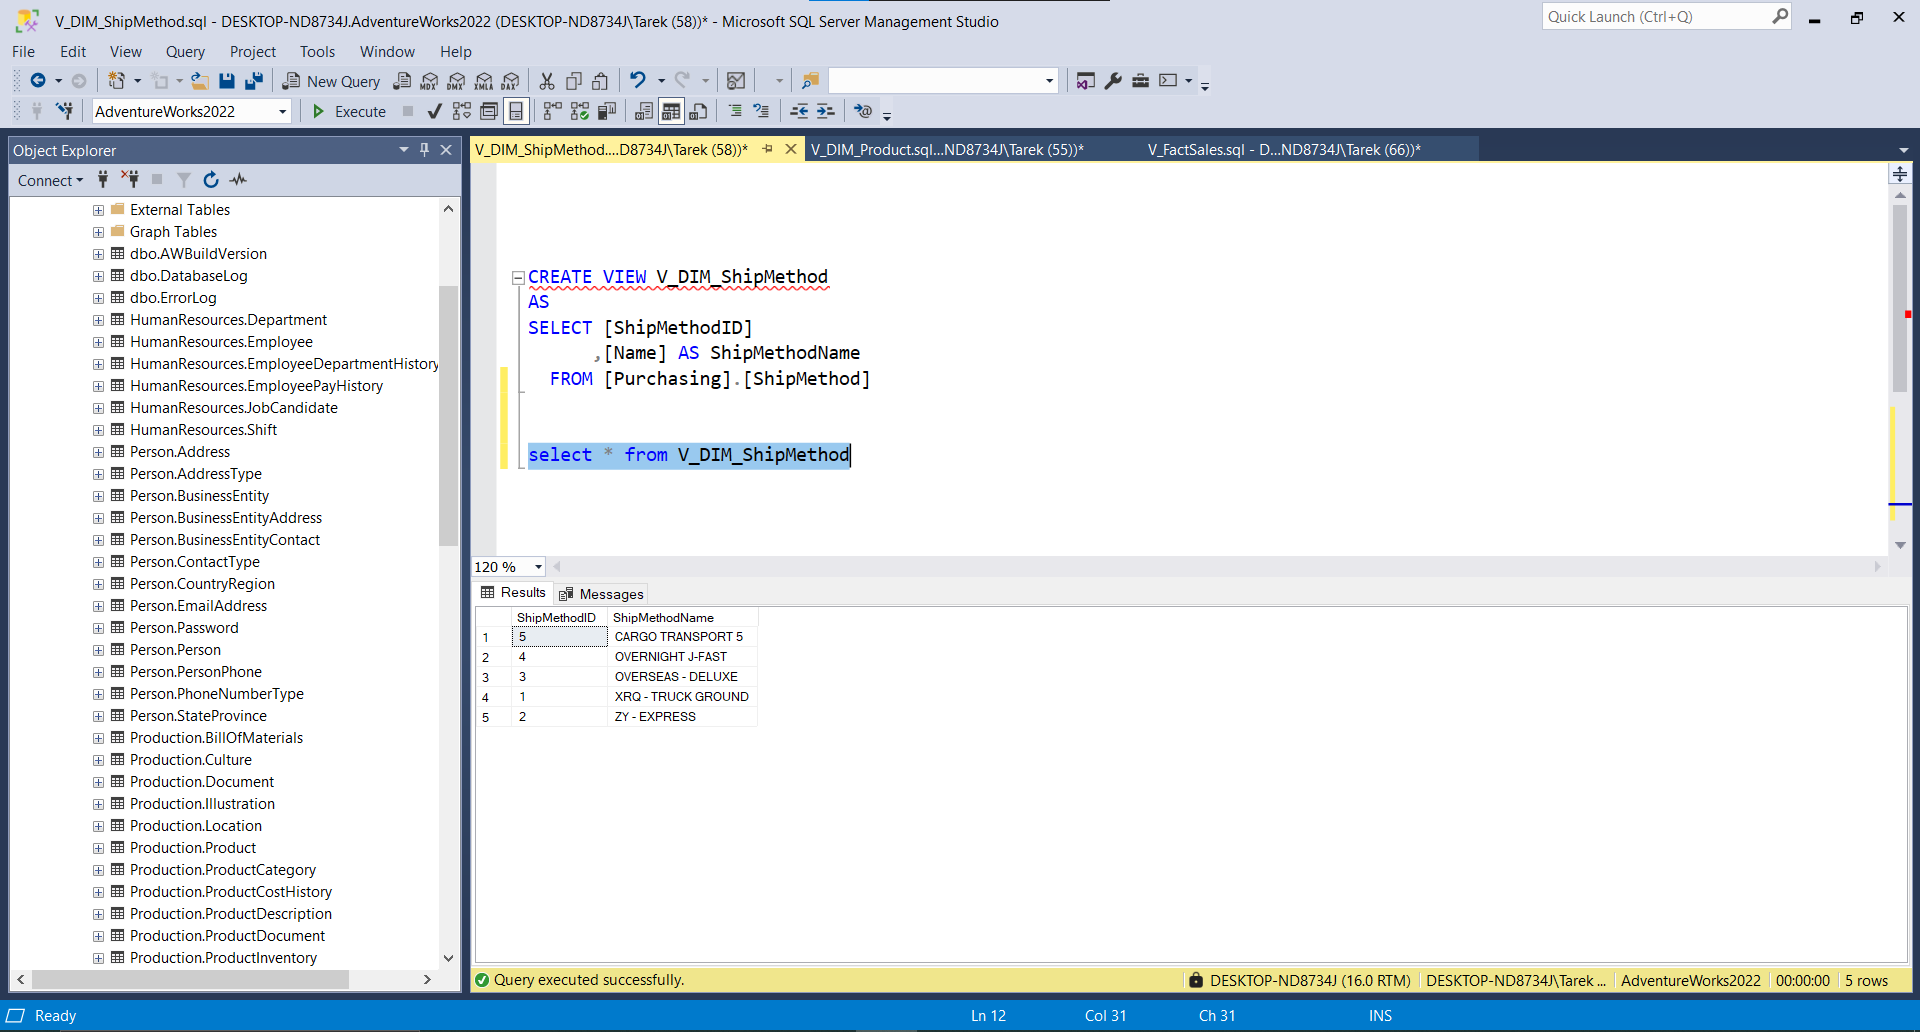 V_DIM_ShipMethod.sql - DESKTOP-ND8734J.AdventureWorks2022 (DESKTOP-ND8734J\Tarek (58))* - Microsoft SQL Server Management Studio
Quick Launch (Ctrl+Q)
File Edit View Query Project Tools Window Help
New Query MDX DMX XMLA DAX
AdventureWorks2022 Execute
Object Explorer
Connect
External Tables
Graph Tables
dbo.AWBuildVersion
dbo.DatabaseLog
dbo.ErrorLog
HumanResources.Department
HumanResources.Employee
HumanResources.EmployeeDepartmentHistory
HumanResources.EmployeePayHistory
HumanResources.JobCandidate
HumanResources.Shift
Person.Address
Person.AddressType
Person.BusinessEntity
Person.BusinessEntityAddress
Person.BusinessEntityContact
Person.ContactType
Person.CountryRegion
Person.EmailAddress
Person.Password
Person.Person
Person.PersonPhone
Person.PhoneNumberType
Person.StateProvince
Production.BillOfMaterials
Production.Culture
Production.Document
Production.Illustration
Production.Location
Production.Product
Production.ProductCategory
Production.ProductCostHistory
Production.ProductDescription
Production.ProductDocument
Production.ProductInventory
V_DIM_ShipMethod....D8734J\Tarek (58))* V_DIM_Product.sql...ND8734J\Tarek (55))* V_FactSales.sql - D...ND8734J\Tarek (66))*
CREATE VIEW V_DIM_ShipMethod
AS
SELECT [ShipMethodID]
,[Name] AS ShipMethodName
FROM [Purchasing].[ShipMethod]
select * from V_DIM_ShipMethod
120 %
Results Messages
ShipMethodID ShipMethodName
1 5 CARGO TRANSPORT 5
2 4 OVERNIGHT J-FAST
3 3 OVERSEAS - DELUXE
4 1 XRQ - TRUCK GROUND
5 2 ZY - EXPRESS
Query executed successfully. DESKTOP-ND8734J (16.0 RTM) DESKTOP-ND8734J\Tarek ... AdventureWorks2022 00:00:00 5 rows
Ready Ln 12 Col 31 Ch 31 INS